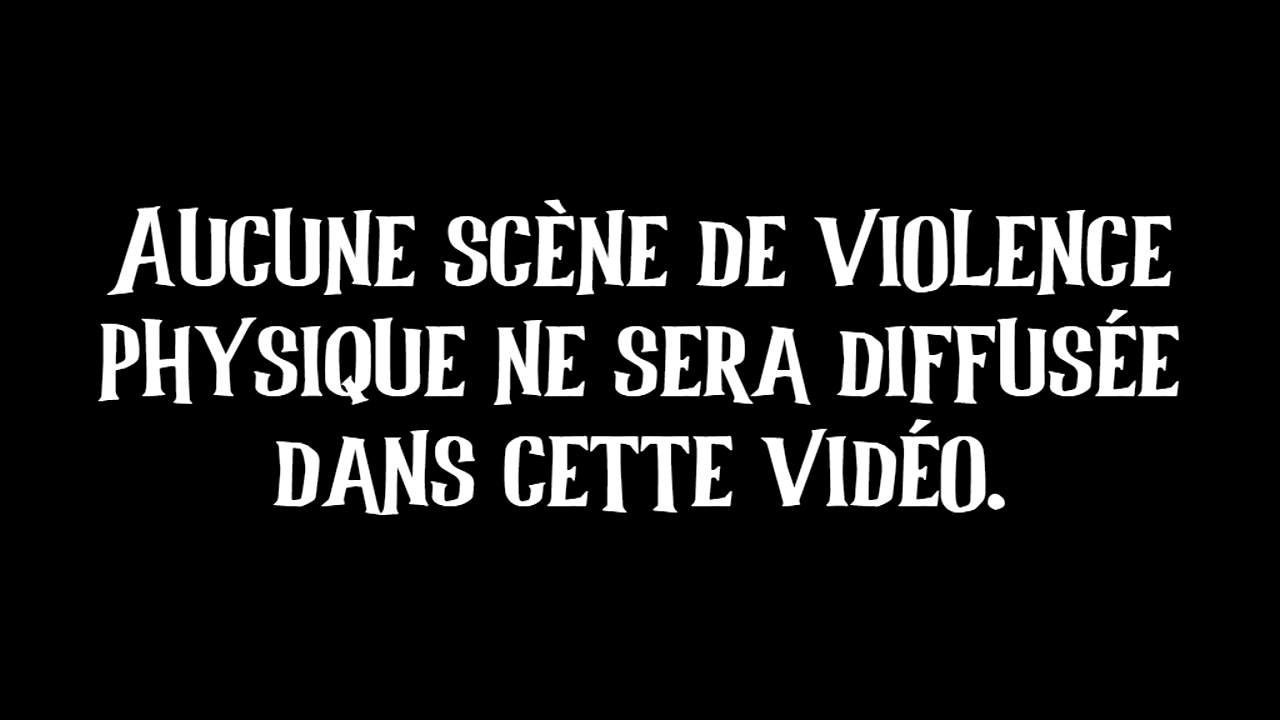 Aucune scène de violence
physique ne sera diffusée
dans cette vidéo.